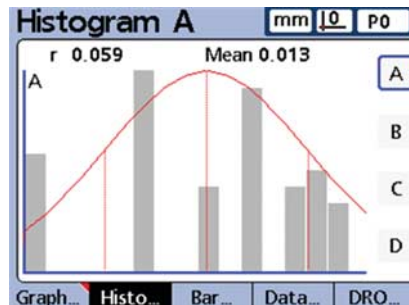 Histogram A mm 0 P0
r 0.059 Mean 0.013
A
A
B
C
D
Graph... Histo... Bar... Data... DRO...